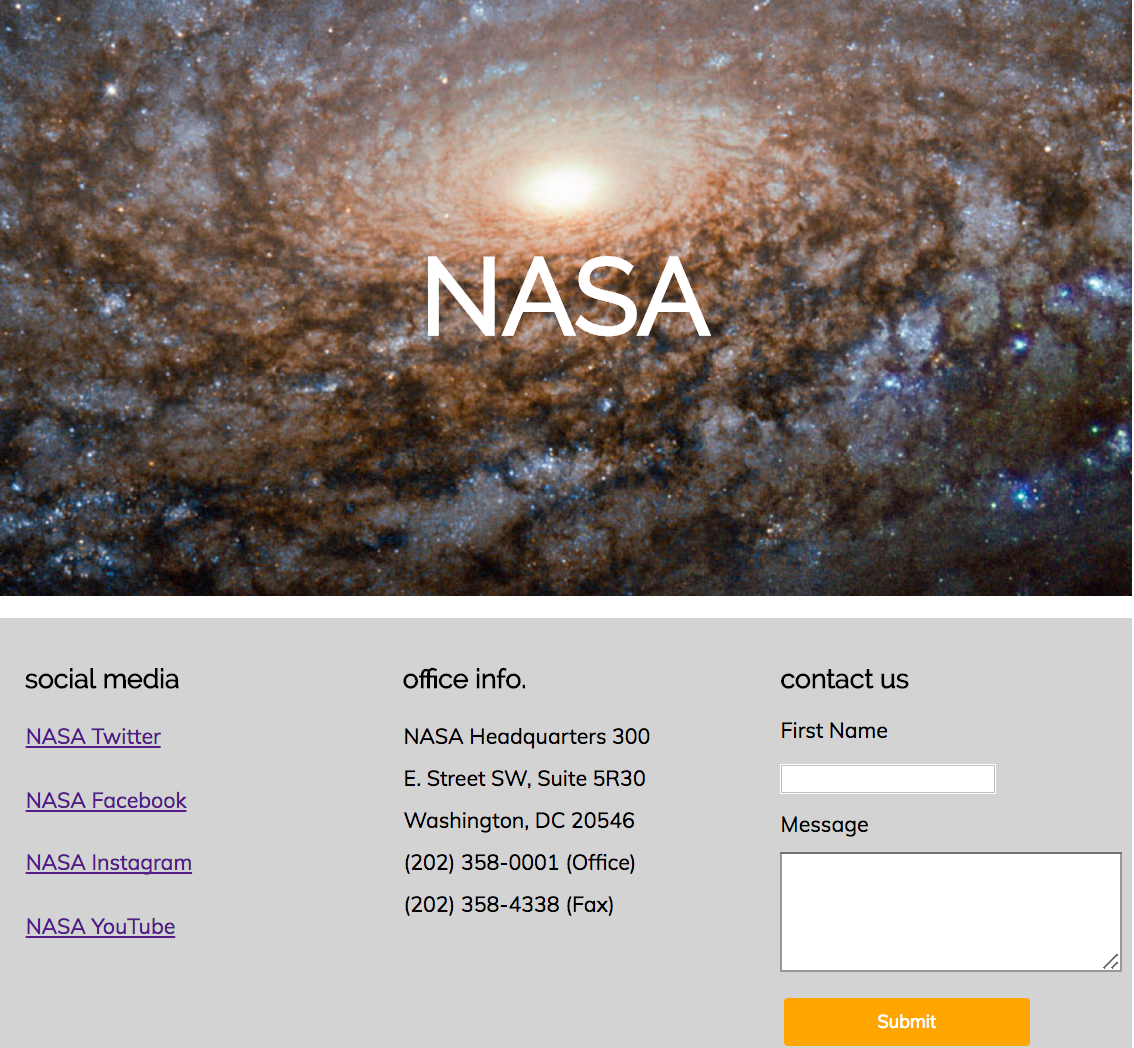 NASA
social media
NASA Twitter
NASA Facebook
NASA Instagram
NASA YouTube
office info.
NASA Headquarters 300
E. Street SW, Suite 5R30
Washington, DC 20546
(202) 358-0001 (Office)
(202) 358-4338 (Fax)
contact us
First Name
Message
Submit